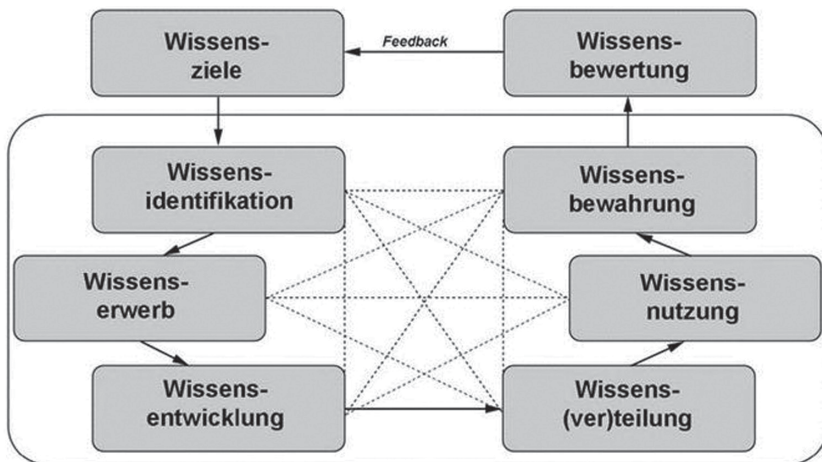 Wissens-
ziele
Feedback
Wissens-
bewertung
Wissens-
identifikation
Wissens-
bewahrung
Wissens-
erwerb
Wissens-
nutzung
Wissens-
entwicklung
Wissens-
(ver)teilung